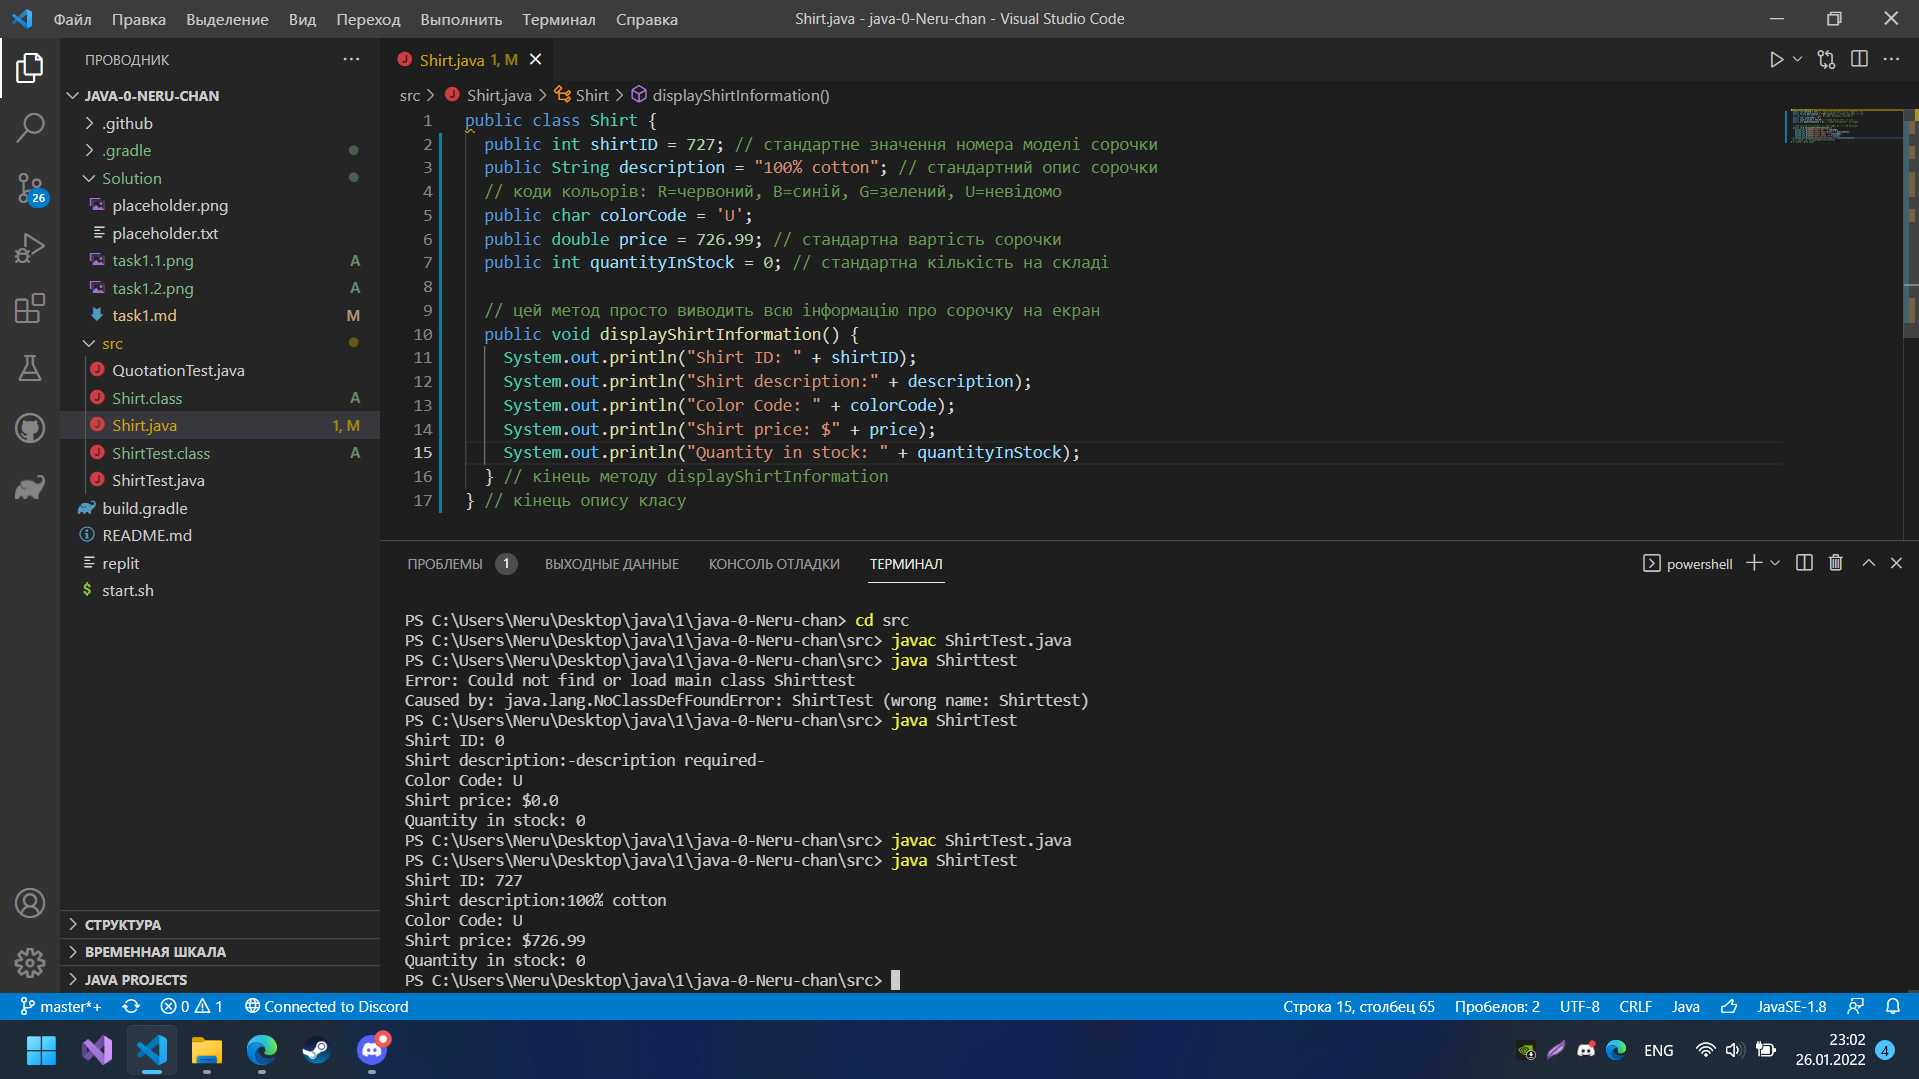 Файл Правка Выделение Вид Переход Выполнить Терминал Справка
Shirt.java - java-0-Neru-chan - Visual Studio Code
ПРОВОДНИК
JAVA-0-NERU-CHAN
.github
.gradle
Solution
placeholder.png
placeholder.txt
task1.1.png A
task1.2.png A
task1.md M
src
QuotationTest.java
Shirt.class A
Shirt.java 1, M
ShirtTest.class A
ShirtTest.java
build.gradle
README.md
replit
start.sh
СТРУКТУРА
ВРЕМЕННАЯ ШКАЛА
JAVA PROJECTS
26
Shirt.java 1, M
src > Shirt.java > Shirt > displayShirtInformation()
1 public class Shirt {
2 public int shirtID = 727; // стандартне значення номера моделі сорочки
3 public String description = "100% cotton"; // стандартний опис сорочки
4 // коди кольорів: R=червоний, B=синій, G=зелений, U=невідомо
5 public char colorCode = 'U';
6 public double price = 726.99; // стандартна вартість сорочки
7 public int quantityInStock = 0; // стандартна кількість на складі
8
9 // цей метод просто виводить всю інформацію про сорочку на екран
10 public void displayShirtInformation() {
11 System.out.println("Shirt ID: " + shirtID);
12 System.out.println("Shirt description:" + description);
13 System.out.println("Color Code: " + colorCode);
14 System.out.println("Shirt price: $" + price);
15 System.out.println("Quantity in stock: " + quantityInStock);
16 } // кінець методу displayShirtInformation
17 } // кінець опису класу
ПРОБЛЕМЫ 1 ВЫХОДНЫЕ ДАННЫЕ КОНСОЛЬ ОТЛАДКИ ТЕРМИНАЛ
powershell
PS C:\Users\Neru\Desktop\java\1\java-0-Neru-chan> cd src
PS C:\Users\Neru\Desktop\java\1\java-0-Neru-chan\src> javac ShirtTest.java
PS C:\Users\Neru\Desktop\java\1\java-0-Neru-chan\src> java Shirttest
Error: Could not find or load main class Shirttest
Caused by: java.lang.NoClassDefFoundError: ShirtTest (wrong name: Shirttest)
PS C:\Users\Neru\Desktop\java\1\java-0-Neru-chan\src> java ShirtTest
Shirt ID: 0
Shirt description:-description required-
Color Code: U
Shirt price: $0.0
Quantity in stock: 0
PS C:\Users\Neru\Desktop\java\1\java-0-Neru-chan\src> javac ShirtTest.java
PS C:\Users\Neru\Desktop\java\1\java-0-Neru-chan\src> java ShirtTest
Shirt ID: 727
Shirt description:100% cotton
Color Code: U
Shirt price: $726.99
Quantity in stock: 0
PS C:\Users\Neru\Desktop\java\1\java-0-Neru-chan\src>
master*+ 0 1 Connected to Discord
Строка 15, столбец 65 Пробелов: 2 UTF-8 CRLF Java JavaSE-1.8
ENG
23:02
26.01.2022
4